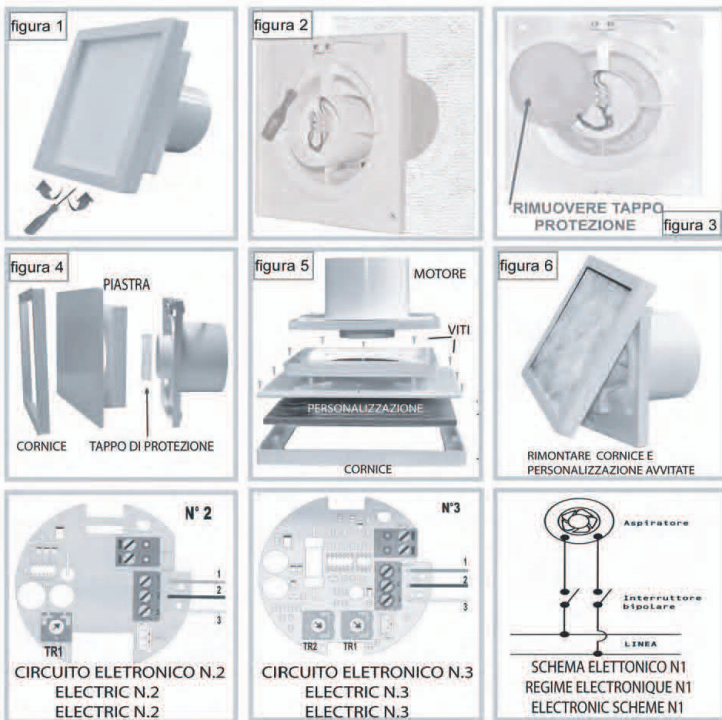 figura 1
figura 2
RIMUOVERE TAPPO
PROTEZIONE
figura 3
figura 4
PIASTRA
CORNICE
TAPPO DI PROTEZIONE
figura 5
MOTORE
VITI
PERSONALIZZAZIONE
CORNICE
figura 6
RIMONTARE CORNICE E
PERSONALIZZAZIONE AVVITATE
N° 2
1
2
3
TR1
CIRCUITO ELETRONICO N.2
ELECTRIC N.2
ELECTRIC N.2
N°3
1
2
3
TR2 TR1
CIRCUITO ELETRONICO N.3
ELECTRIC N.3
ELECTRIC N.3
Aspiratore
Interruttore
bipolare
LINEA
SCHEMA ELETTONICO N1
REGIME ELECTRONIQUE N1
ELECTRONIC SCHEME N1